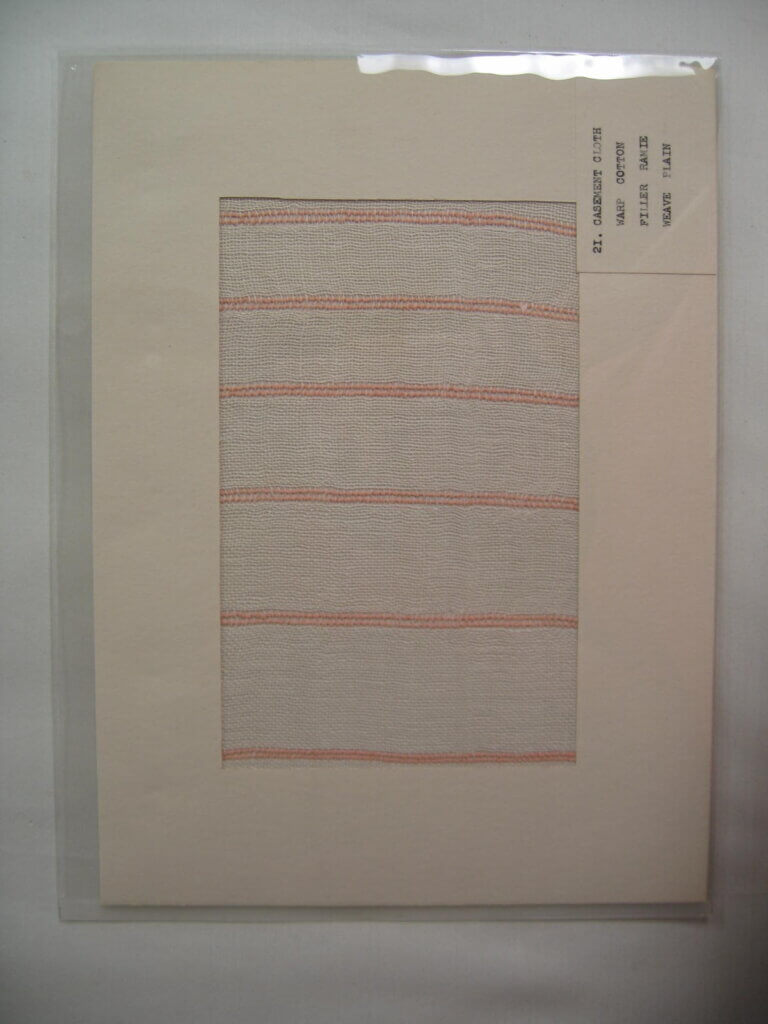 21. CASEMENT CLOTH
WARP COTTON
FILLER RAMIE
WEAVE PLAIN